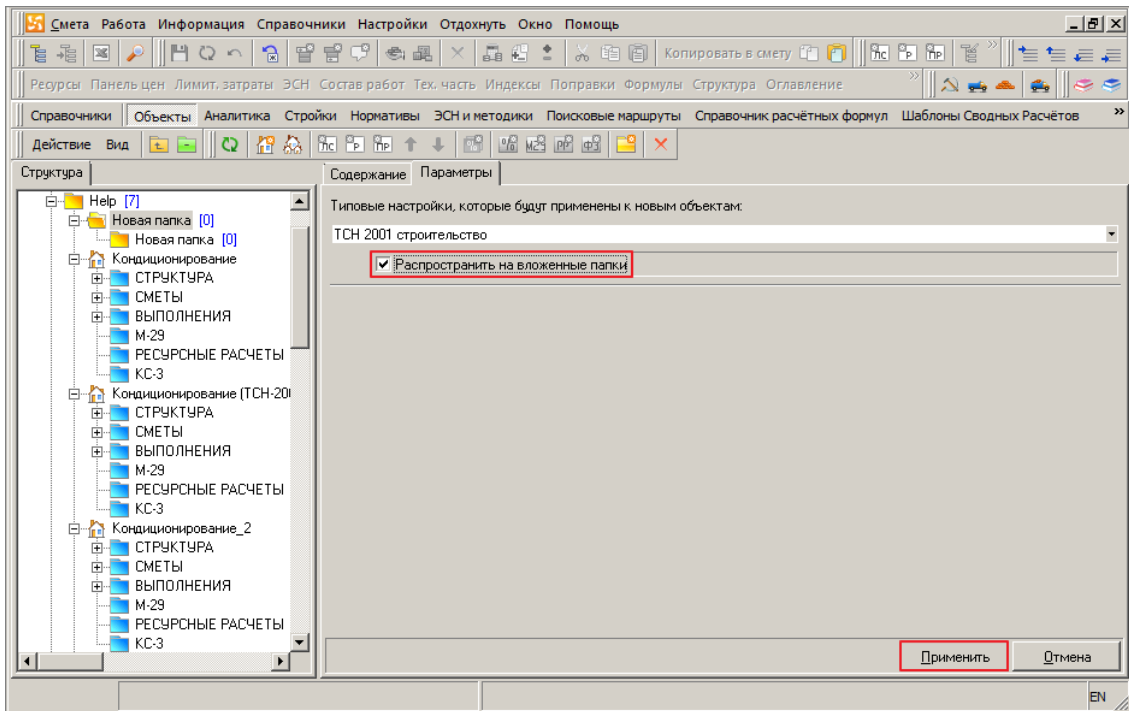 Смета Работа Информация Справочники Настройки Отдохнуть Окно Помощь
Копировать в смету
Ресурсы Панель цен Лимит. затраты ЭСН Состав работ Тех. часть Индексы Поправки Формулы Структура Оглавление
Справочники Объекты Аналитика Стройки Нормативы ЭСН и методики Поисковые маршруты Справочник расчётных формул Шаблоны Сводных Расчётов
Действие Вид
Структура
Содержание Параметры
Help [7]
Новая папка [0]
Новая папка [0]
Кондиционирование
СТРУКТУРА
СМЕТЫ
ВЫПОЛНЕНИЯ
М-29
РЕСУРСНЫЕ РАСЧЕТЫ
КС-3
Кондиционирование (ТСН-200
СТРУКТУРА
СМЕТЫ
ВЫПОЛНЕНИЯ
М-29
РЕСУРСНЫЕ РАСЧЕТЫ
КС-3
Кондиционирование_2
СТРУКТУРА
СМЕТЫ
ВЫПОЛНЕНИЯ
М-29
РЕСУРСНЫЕ РАСЧЕТЫ
КС-3
Типовые настройки, которые будут применены к новым объектам:
ТСН 2001 строительство
Распространить на вложенные папки
Применить Отмена
EN